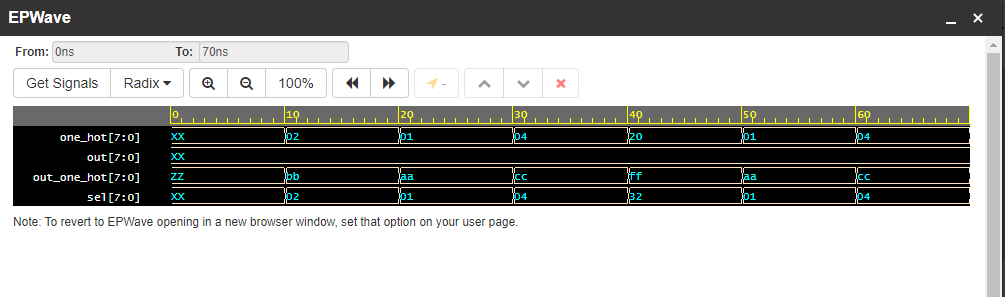 EPWave
From: 0ns To: 70ns
Get Signals Radix 100% -
0 10 20 30 40 50 60
one_hot[7:0] XX 02 01 04 20 01 04
out[7:0] XX
out_one_hot[7:0] ZZ bb aa cc ff aa cc
sel[7:0] XX 02 01 04 32 01 04
Note: To revert to EPWave opening in a new browser window, set that option on your user page.